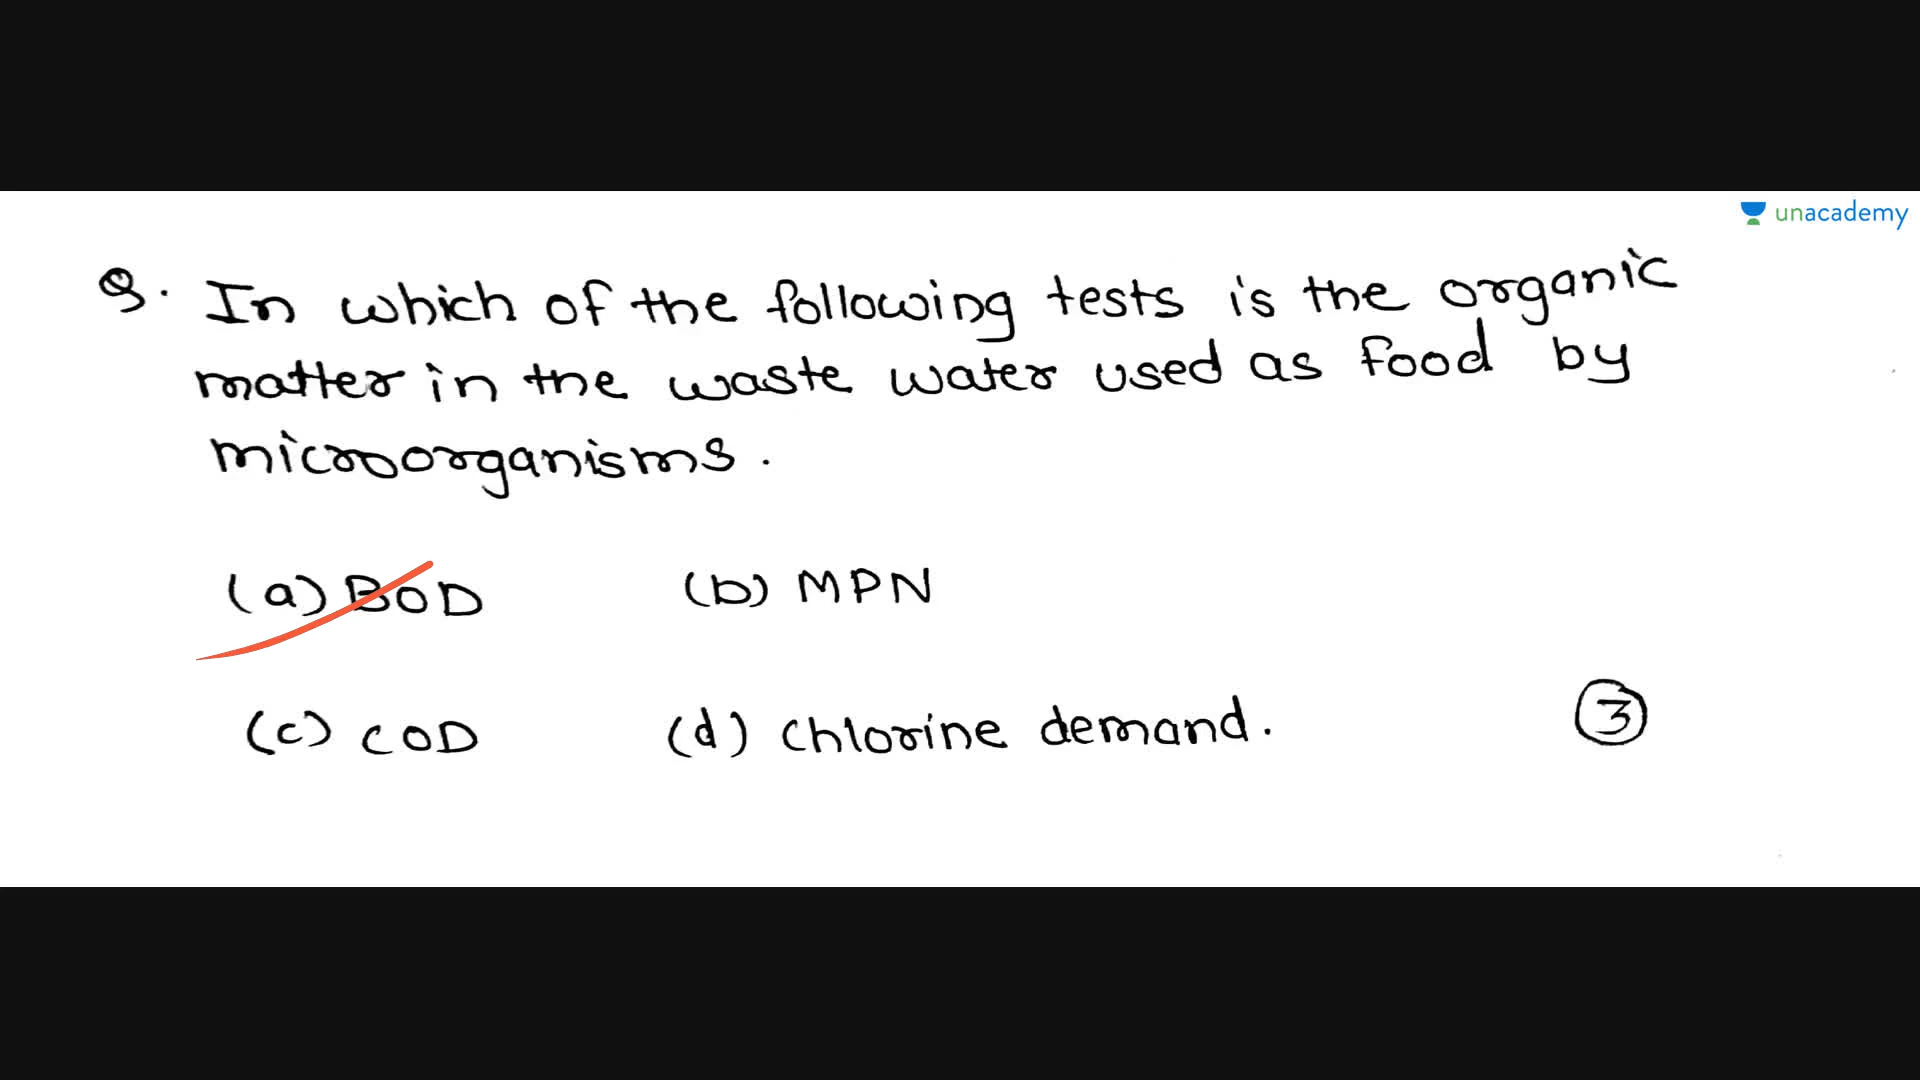 unacademy
Q. In which of the following tests is the organic
matter in the waste water used as food by
microorganisms.
(a) BOD (b) MPN
(c) COD (d) chlorine demand.
3